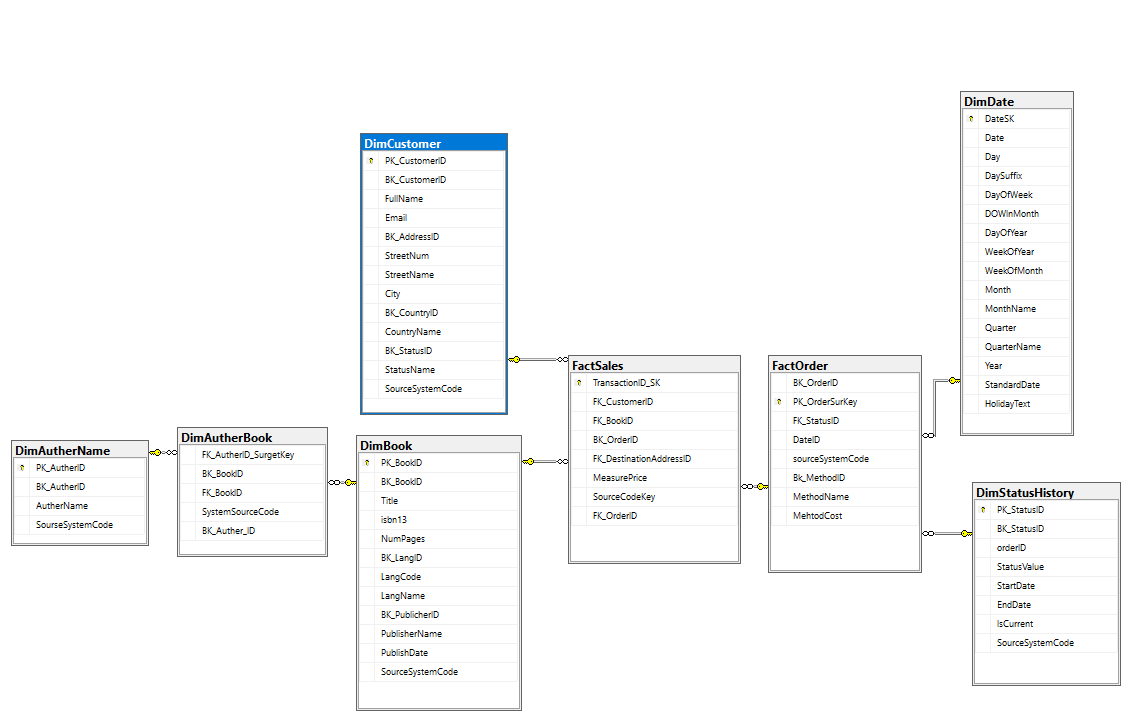 DimDate
DateSK
Date
Day
DaySuffix
DayOfWeek
DOWInMonth
DayOfYear
WeekOfYear
WeekOfMonth
Month
MonthName
Quarter
QuarterName
Year
StandardDate
HolidayText
DimCustomer
PK_CustomerID
BK_CustomerID
FullName
Email
BK_AddressID
StreetNum
StreetName
City
BK_CountryID
CountryName
BK_StatusID
StatusName
SourceSystemCode
FactSales
TransactionID_SK
FK_CustomerID
FK_BookID
BK_OrderID
FK_DestinationAddressID
MeasurePrice
SourceCodeKey
FK_OrderID
FactOrder
BK_OrderID
PK_OrderSurKey
FK_StatusID
DateID
sourceSystemCode
Bk_MethodID
MethodName
MehtodCost
DimAutherName
PK_AutherID
BK_AutherID
AutherName
SourseSystemCode
DimAutherBook
FK_AutherID_SurgetKey
BK_BookID
FK_BookID
SystemSourceCode
BK_Auther_ID
DimBook
PK_BookID
BK_BookID
Title
isbn13
NumPages
BK_LangID
LangCode
LangName
BK_PublicherID
PublisherName
PublishDate
SourceSystemCode
DimStatusHistory
PK_StatusID
BK_StatusID
orderID
StatusValue
StartDate
EndDate
IsCurrent
SourceSystemCode